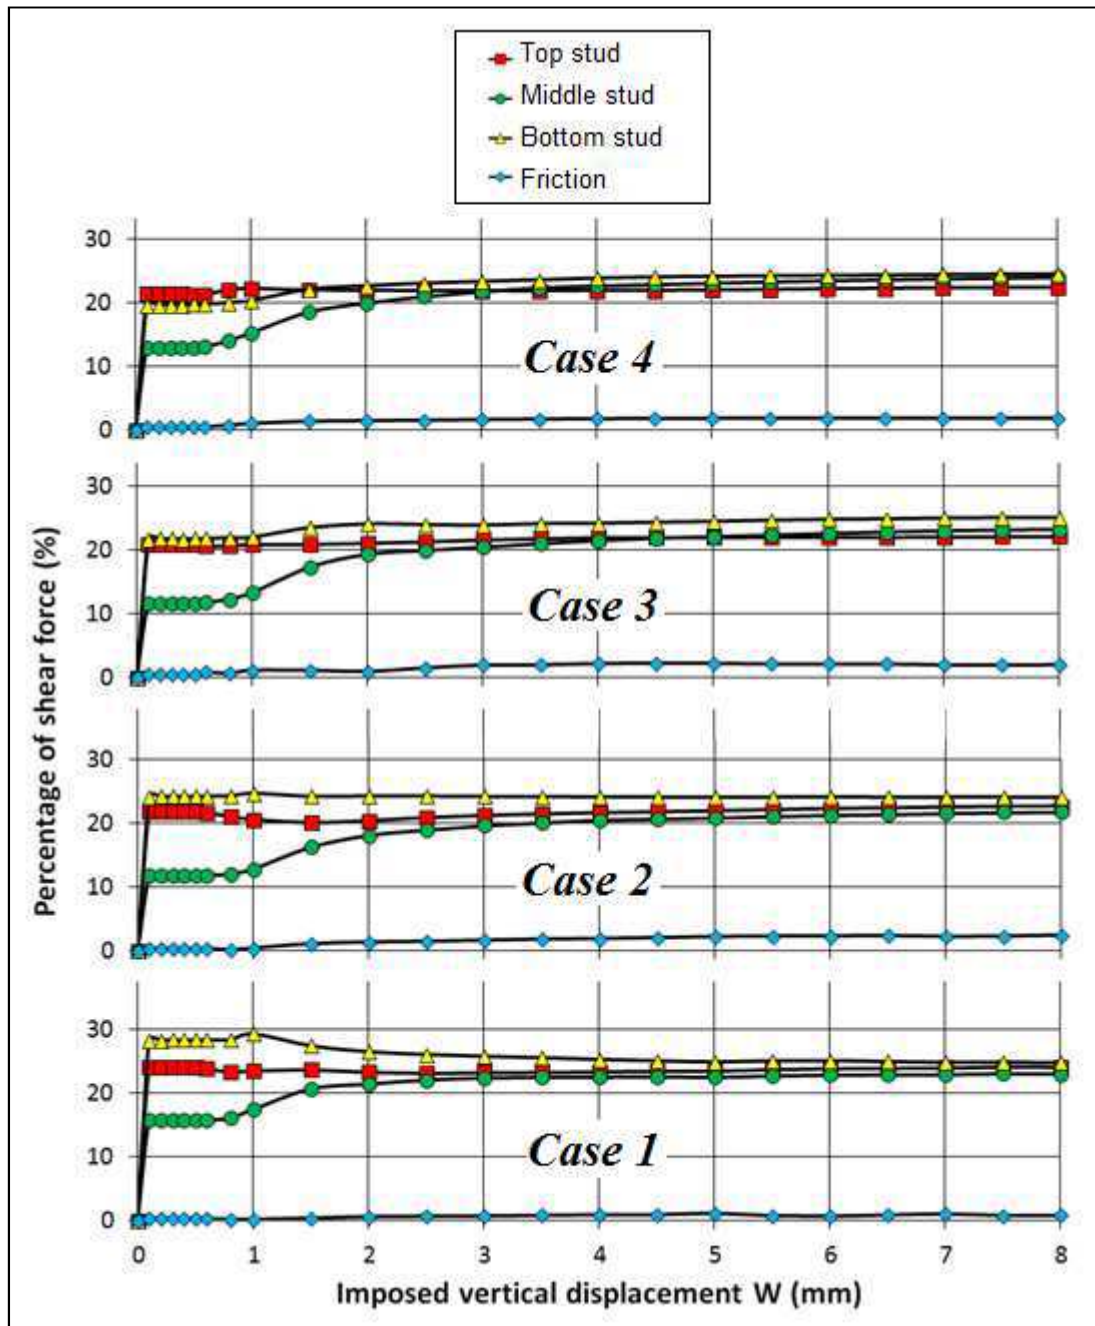 Top stud
Middle stud
Bottom stud
Friction
Percentage of shear force (%)
30
20
10
0
Case 4
30
20
10
0
Case 3
30
20
10
0
Case 2
30
20
10
0
Case 1
0 1 2 3 4 5 6 7 8
Imposed vertical displacement W (mm)